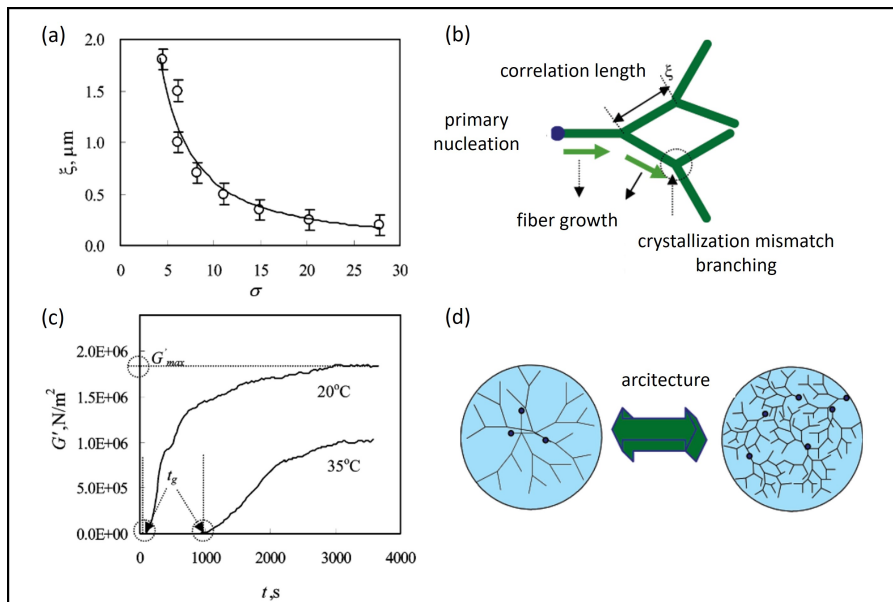 (a)
2.0
1.5
1.0
0.5
0.0
ξ, μm
0 5 10 15 20 25 30
σ
(b)
correlation length
ξ
primary
nucleation
fiber growth
crystallization mismatch
branching
(c)
2.0E+06
1.5E+06
1.0E+06
5.0E+05
0.0E+00
G',N/m²
G'max
20°C
35°C
tg
0 1000 2000 3000 4000
t,s
(d)
arcitecture